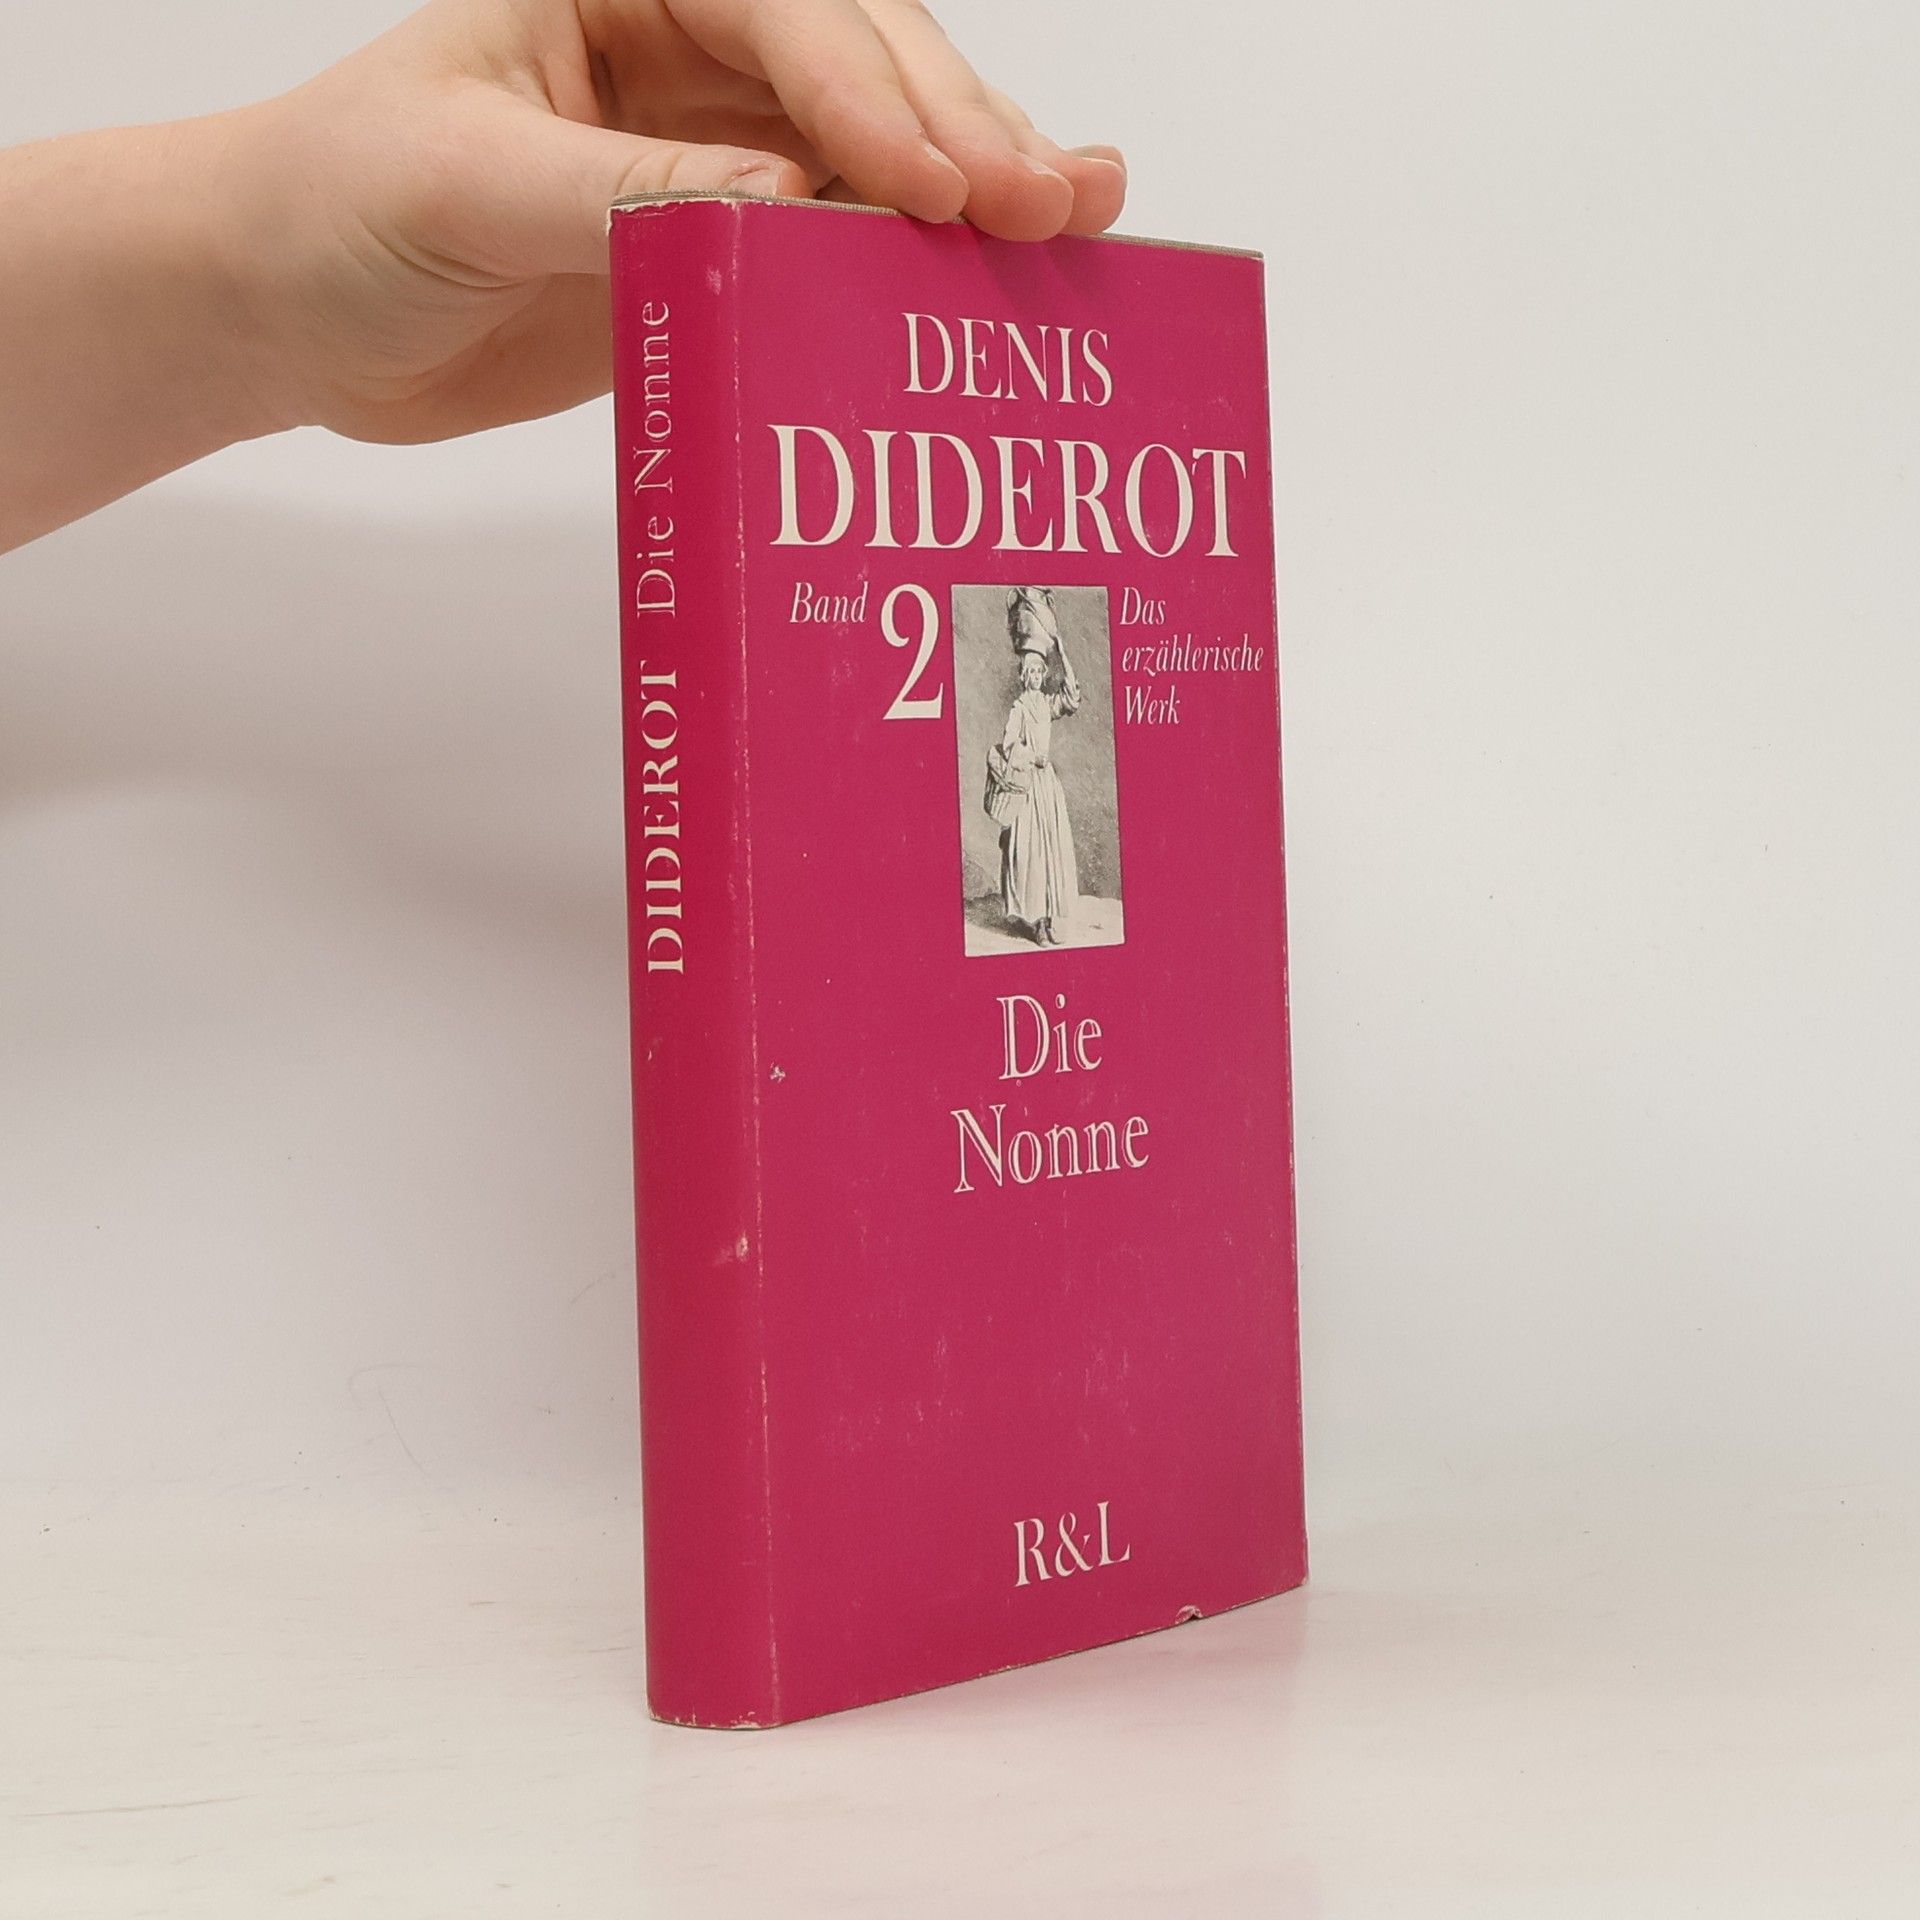 DIDEROT Die Nonne
DENIS
DIDEROT
Band 2
Das
erzählerische
Werk
Die
Nonne
R&L